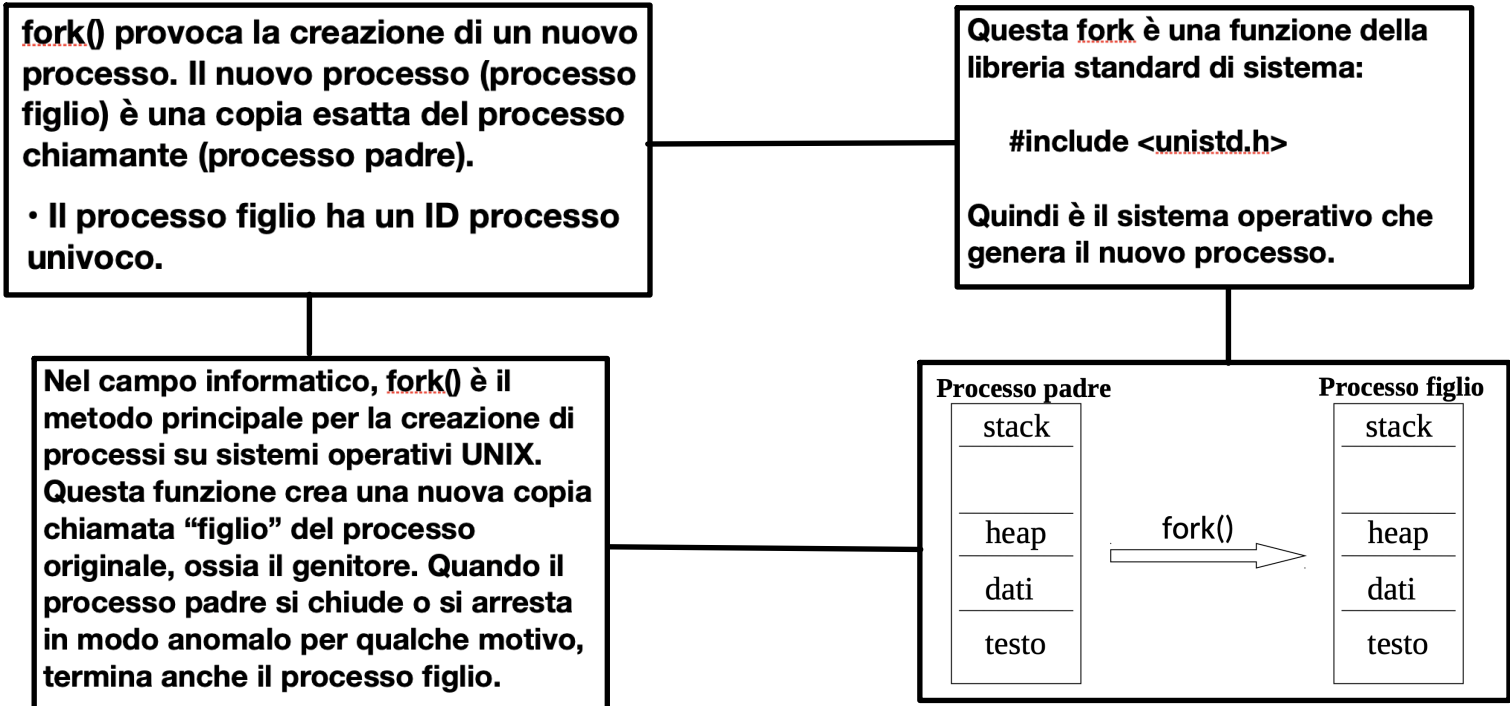 fork() provoca la creazione di un nuovo
processo. Il nuovo processo (processo
figlio) è una copia esatta del processo
chiamante (processo padre).
• Il processo figlio ha un ID processo
univoco.
Questa fork è una funzione della
libreria standard di sistema:
#include <unistd.h>
Quindi è il sistema operativo che
genera il nuovo processo.
Nel campo informatico, fork() è il
metodo principale per la creazione di
processi su sistemi operativi UNIX.
Questa funzione crea una nuova copia
chiamata “figlio” del processo
originale, ossia il genitore. Quando il
processo padre si chiude o si arresta
in modo anomalo per qualche motivo,
termina anche il processo figlio.
Processo padre
stack
heap
dati
testo
fork()
Processo figlio
stack
heap
dati
testo